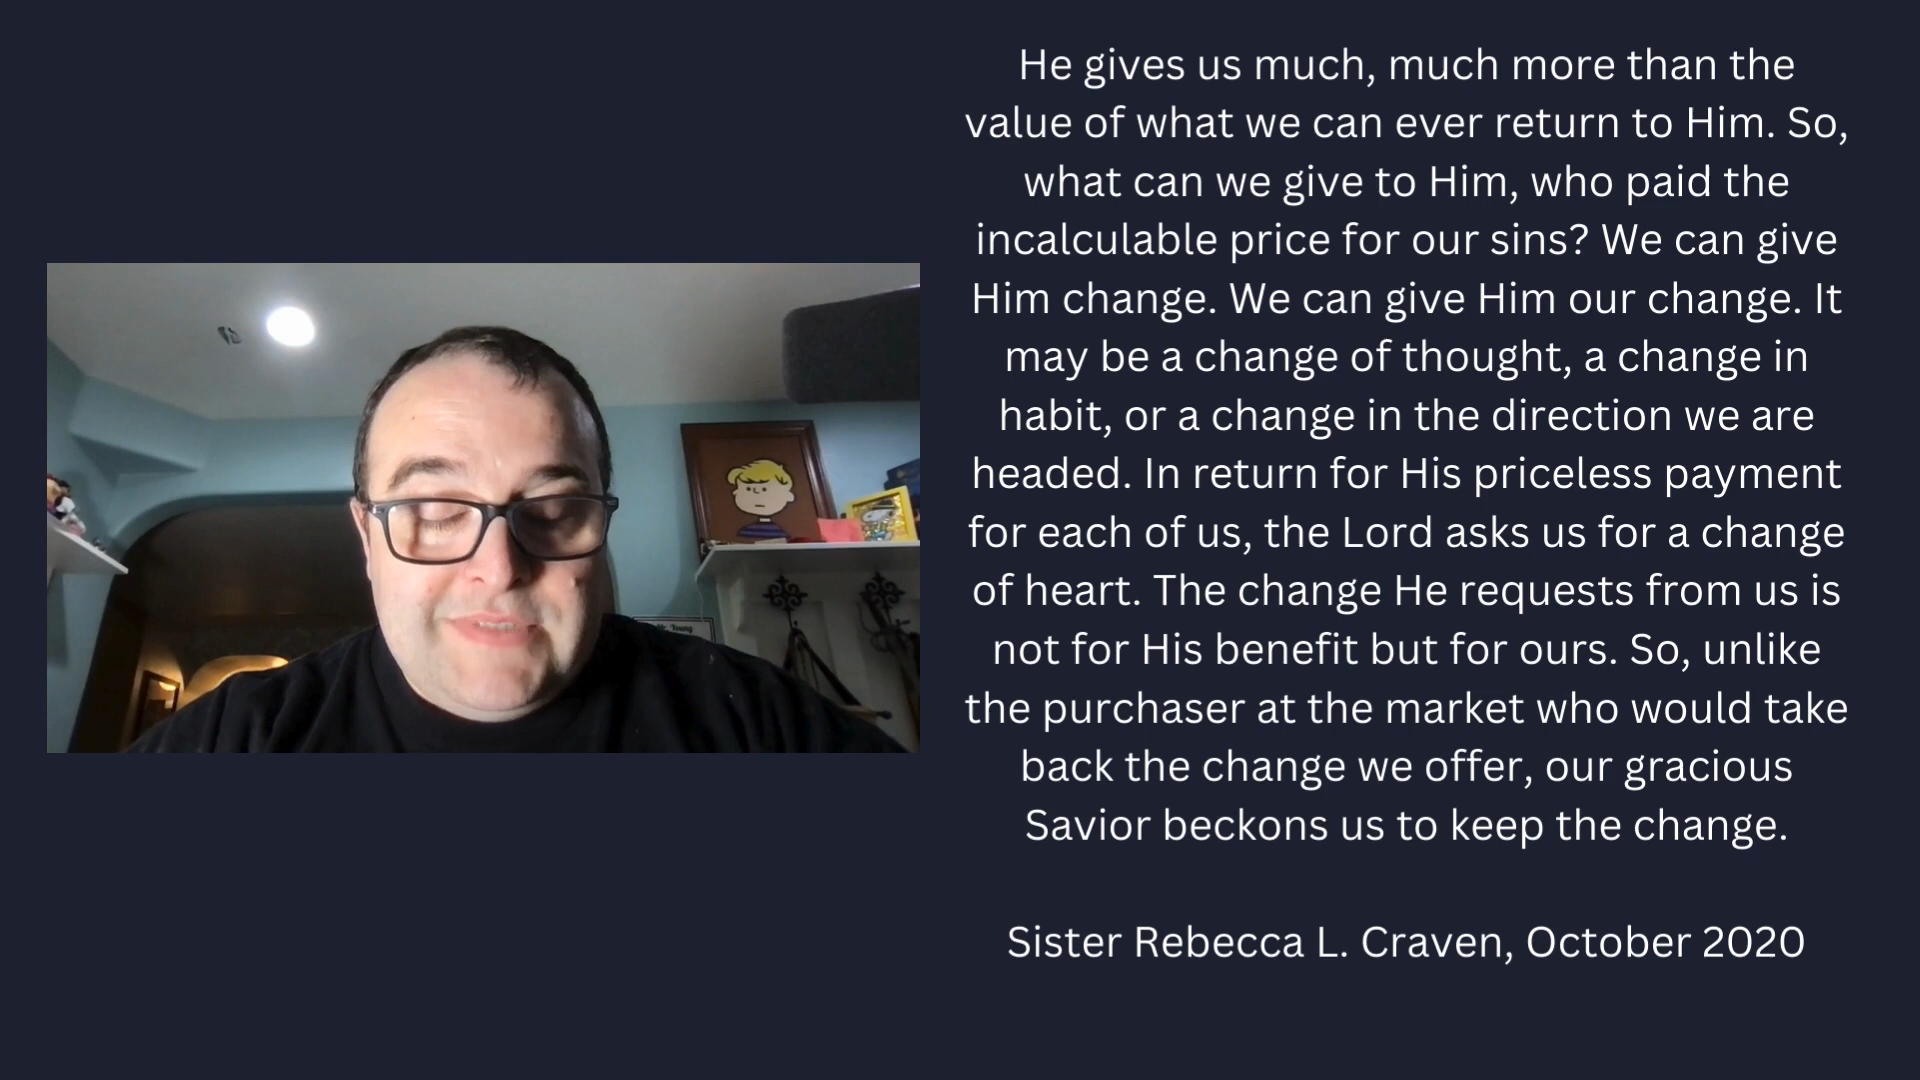 He gives us much, much more than the
value of what we can ever return to Him. So,
what can we give to Him, who paid the
incalculable price for our sins? We can give
Him change. We can give Him our change. It
may be a change of thought, a change in
habit, or a change in the direction we are
headed. In return for His priceless payment
for each of us, the Lord asks us for a change
of heart. The change He requests from us is
not for His benefit but for ours. So, unlike
the purchaser at the market who would take
back the change we offer, our gracious
Savior beckons us to keep the change.
Sister Rebecca L. Craven, October 2020
Young